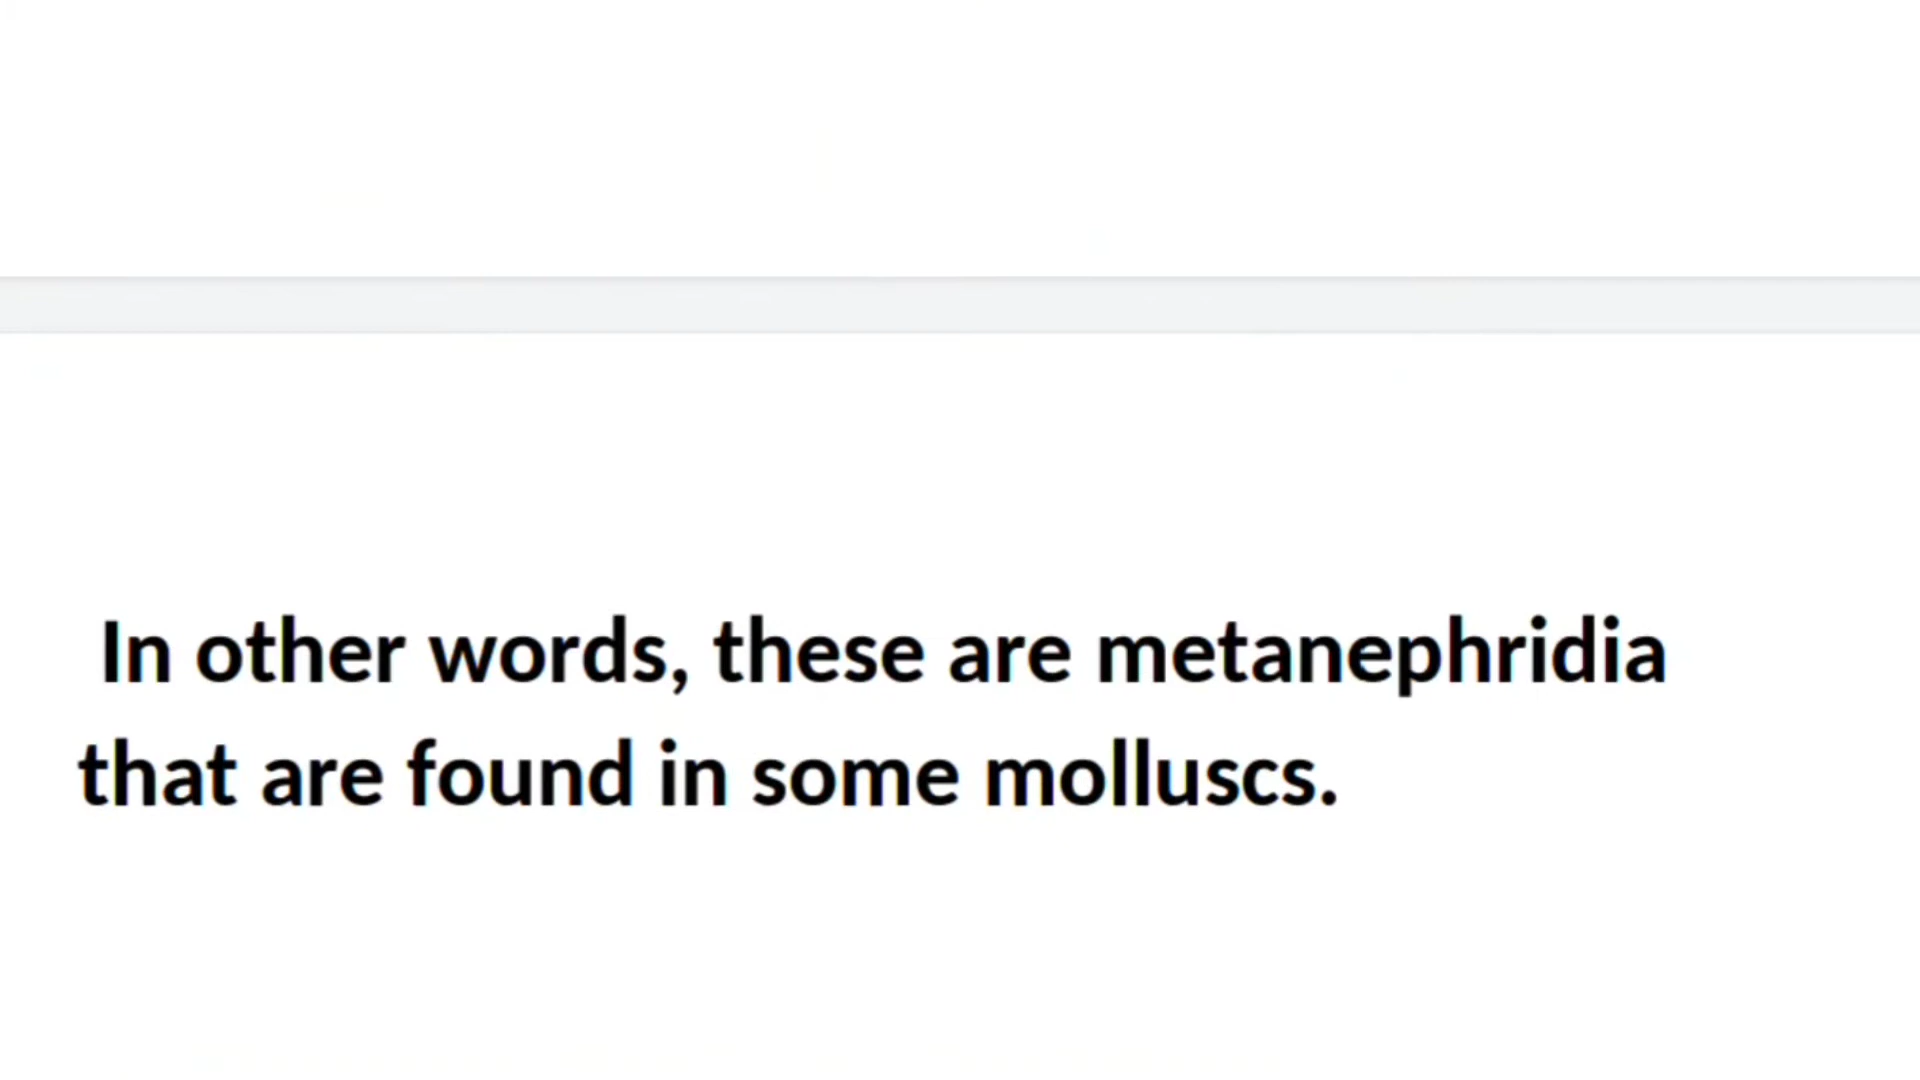 In other words, these are metanephridia
that are found in some molluscs.